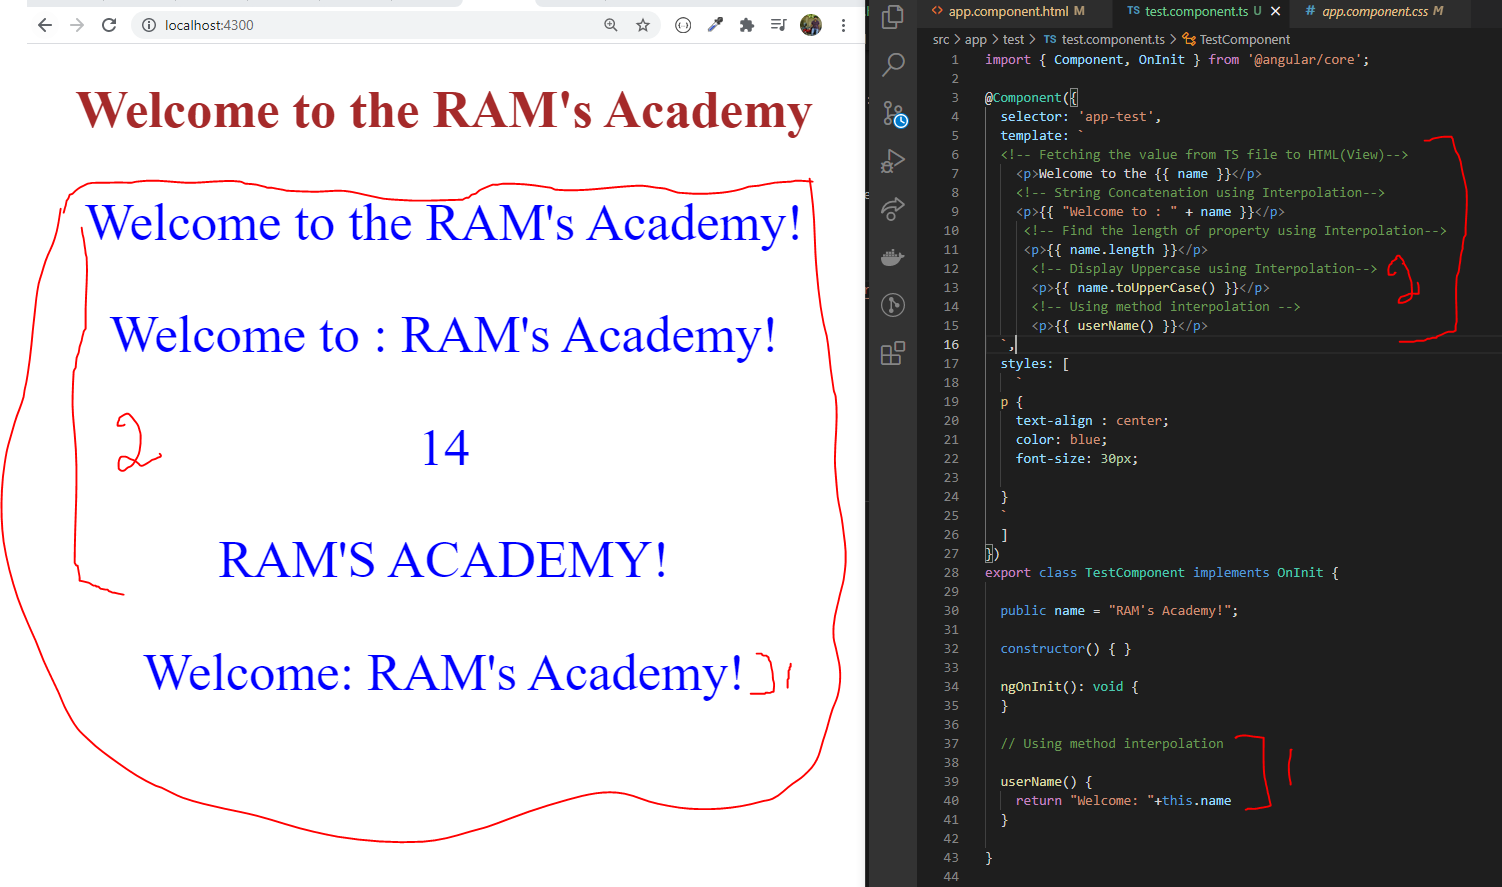 localhost:4300
Welcome to the RAM's Academy
Welcome to the RAM's Academy!
Welcome to : RAM's Academy!
2
14
RAM'S ACADEMY!
Welcome: RAM's Academy!
1
<> app.component.html M
TS test.component.ts U ×
# app.component.css M
src > app > test > TS test.component.ts > TestComponent
1 import { Component, OnInit } from '@angular/core';
2
3 @Component({
4 selector: 'app-test',
5 template: `
6 <!-- Fetching the value from TS file to HTML(View)-->
7 <p>Welcome to the {{ name }}</p>
8 <!-- String Concatenation using Interpolation-->
9 <p>{{ "Welcome to : " + name }}</p>
10 <!-- Find the length of property using Interpolation-->
11 <p>{{ name.length }}</p>
12 <!-- Display Uppercase using Interpolation-->
2
13 <p>{{ name.toUpperCase() }}</p>
14 <!-- Using method interpolation -->
15 <p>{{ userName() }}</p>
16 `,
17 styles: [
18 `
19 p {
20 text-align : center;
21 color: blue;
22 font-size: 30px;
23
24 }
25 `
26 ]
27 })
28 export class TestComponent implements OnInit {
29
30 public name = "RAM's Academy!";
31
32 constructor() { }
33
34 ngOnInit(): void {
35 }
36
37 // Using method interpolation
38
1
39 userName() {
40 return "Welcome: "+this.name
41 }
42
43 }
44